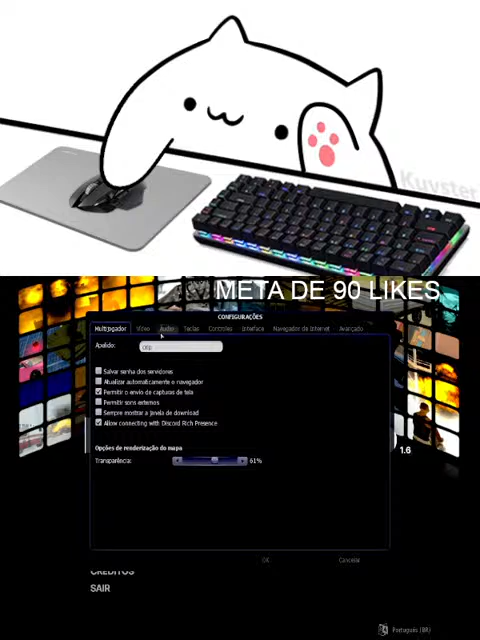 Kuvster
META DE 90 LIKES
CONFIGURAÇÕES
Multijogador Vídeo Áudio Teclas Controles Interface Navegador de Internet Avançado
Apelido:
Salvar senha dos servidores
Atualizar automaticamente o navegador
Permitir o envio de capturas de tela
Permitir sons externos
Sempre mostrar a janela de download
Allow connecting with Discord Rich Presence
1.6
Opções de renderização do mapa
Transparência: 61%
OK Cancelar
CRÉDITOS
SAIR
Português (BR)